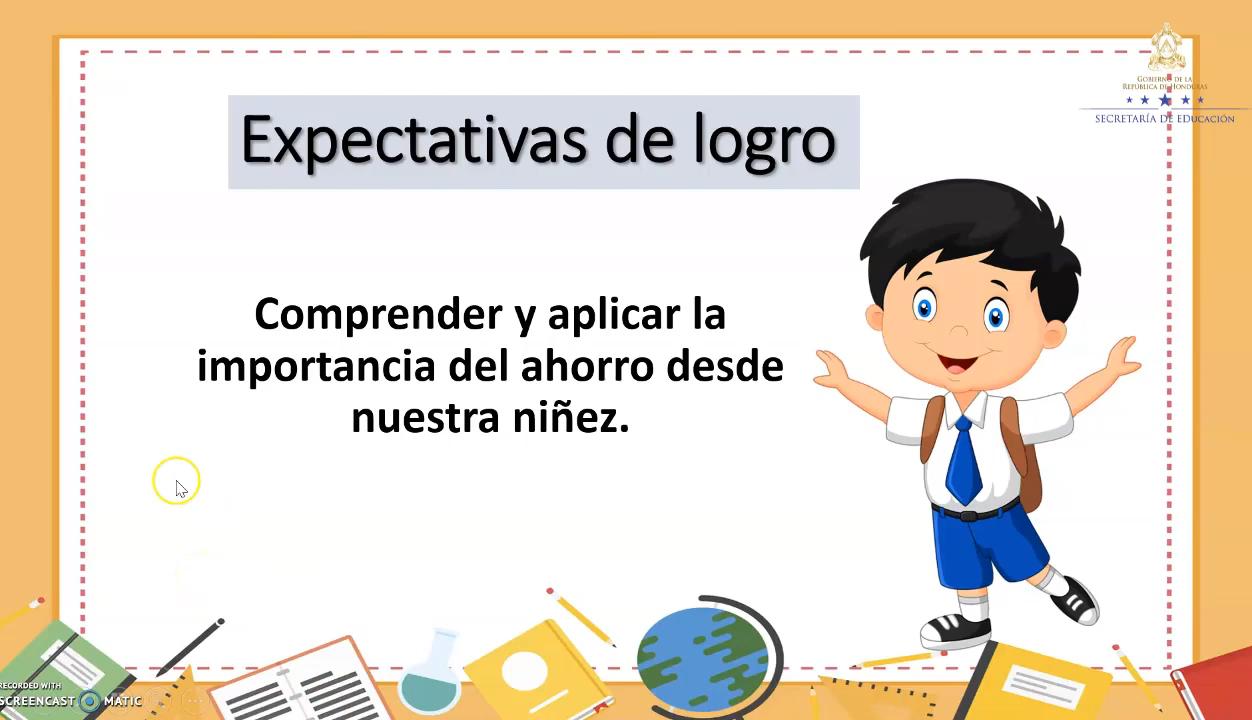 Expectativas de logro
GOBIERNO DE LA
REPÚBLICA DE HONDURAS
SECRETARÍA DE EDUCACIÓN
Comprender y aplicar la
importancia del ahorro desde
nuestra niñez.
RECORDED WITH
SCREENCAST MATIC